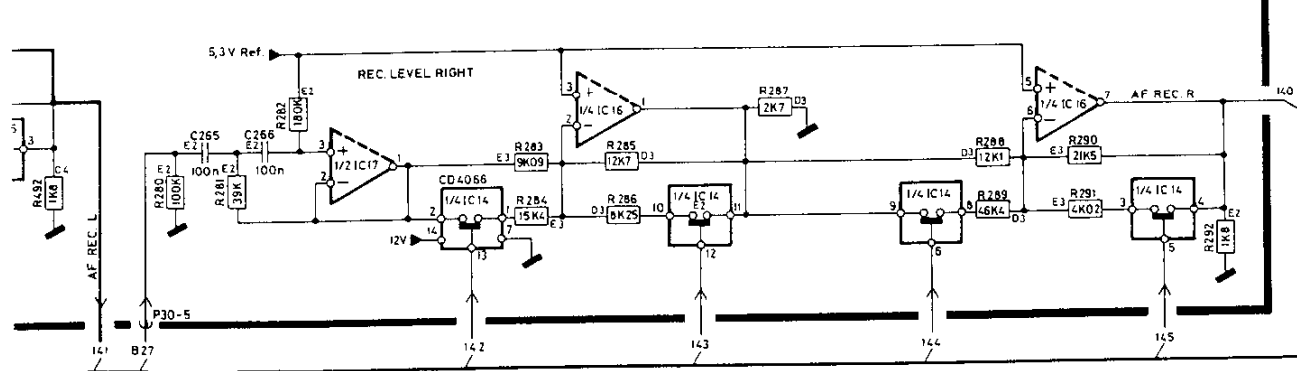 5,3V Ref.
REC. LEVEL RIGHT
R282
180K
E2
3
+
1/4 IC16
1
2
−
R287
2K7
D3
5
+
1/4 IC16
7
6
−
AF REC. R
140
3
R492
1K8
C4
E2
C265
100n
E2
C266
100n
R280
100K
E2
R281
39K
E2
3
+
1/2 IC17
1
2
−
E3
R283
9K09
R285
12K7
D3
D3
R288
12K1
E3
R290
21K5
CD4066
1/4 IC14
2
1
14
7
13
12V
R284
15K4
E3
D3
R286
8K25
10
1/4 IC14
E2
11
12
9
1/4 IC14
8
6
R289
46K4
D3
E3
R291
4K02
3
1/4 IC14
4
5
E2
R292
1K8
AF REC. L
P30-5
141
827
142
143
144
145